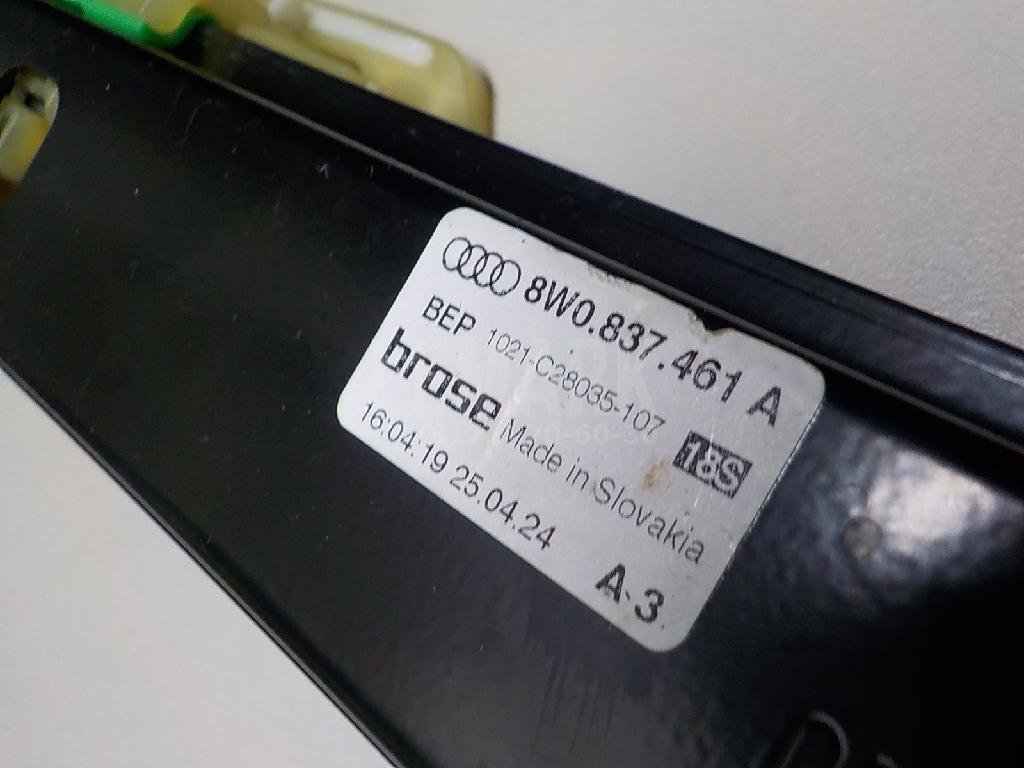 8W0.837.461 A
BEP 1021-C28035-107
brose Made in Slovakia 18S
16:04:19 25.04.24 A.3